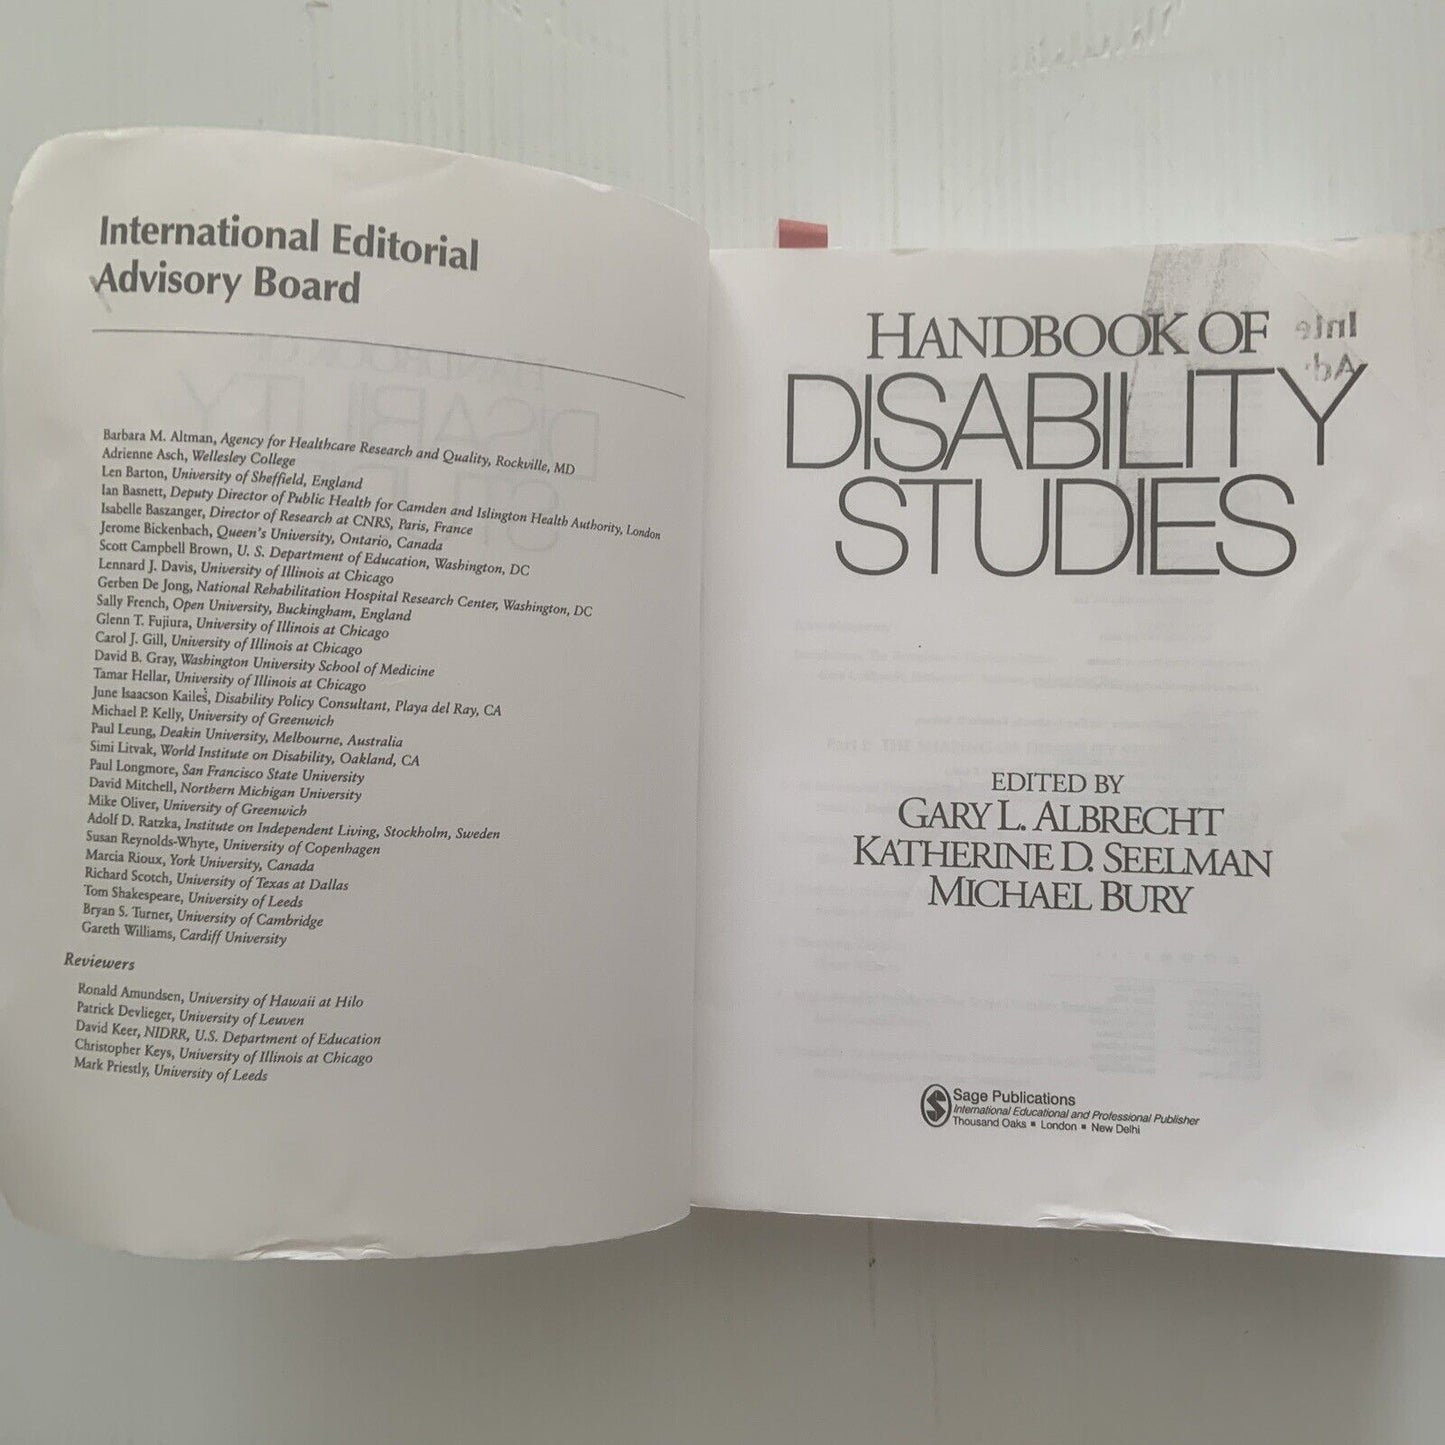 International Editorial
Advisory Board
Barbara M. Altman, Agency for Healthcare Research and Quality, Rockville, MD
Adrienne Asch, Wellesley College
Len Barton, University of Sheffield, England
Ian Basnett, Deputy Director of Public Health for Camden and Islington Health Authority, London
Isabelle Baszanger, Director of Research at CNRS, Paris, France
Jerome Bickenbach, Queen's University, Ontario, Canada
Scott Campbell Brown, U. S. Department of Education, Washington, DC
Lennard J. Davis, University of Illinois at Chicago
Gerben De Jong, National Rehabilitation Hospital Research Center, Washington, DC
Sally French, Open University, Buckingham, England
Glenn T. Fujiura, University of Illinois at Chicago
Carol J. Gill, University of Illinois at Chicago
David B. Gray, Washington University School of Medicine
Tamar Hellar, University of Illinois at Chicago
June Isaacson Kailes, Disability Policy Consultant, Playa del Ray, CA
Michael P. Kelly, University of Greenwich
Paul Leung, Deakin University, Melbourne, Australia
Simi Litvak, World Institute on Disability, Oakland, CA
Paul Longmore, San Francisco State University
David Mitchell, Northern Michigan University
Mike Oliver, University of Greenwich
Adolf D. Ratzka, Institute on Independent Living, Stockholm, Sweden
Susan Reynolds-Whyte, University of Copenhagen
Marcia Rioux, York University, Canada
Richard Scotch, University of Texas at Dallas
Tom Shakespeare, University of Leeds
Bryan S. Turner, University of Cambridge
Gareth Williams, Cardiff University
Reviewers
Ronald Amundsen, University of Hawaii at Hilo
Patrick Devlieger, University of Leuven
David Keer, NIDRR, U.S. Department of Education
Christopher Keys, University of Illinois at Chicago
Mark Priestly, University of Leeds
HANDBOOK OF
DISABILITY
STUDIES
EDITED BY
GARY L. ALBRECHT
KATHERINE D. SEELMAN
MICHAEL BURY
Sage Publications
International Educational and Professional Publisher
Thousand Oaks ▪ London ▪ New Delhi